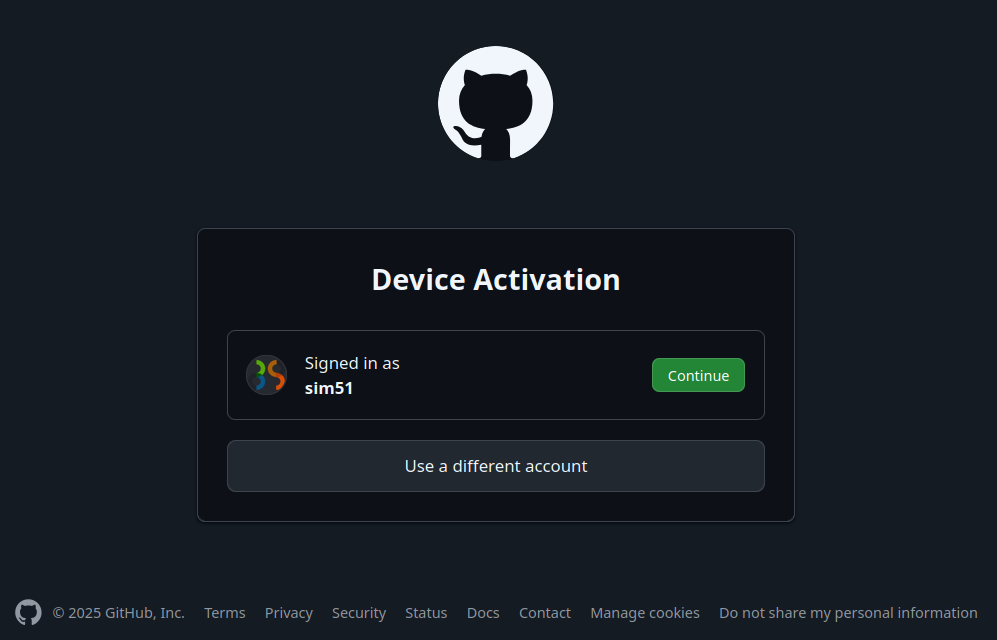 Device Activation
Signed in as
sim51
Continue
Use a different account
© 2025 GitHub, Inc. Terms Privacy Security Status Docs Contact Manage cookies Do not share my personal information